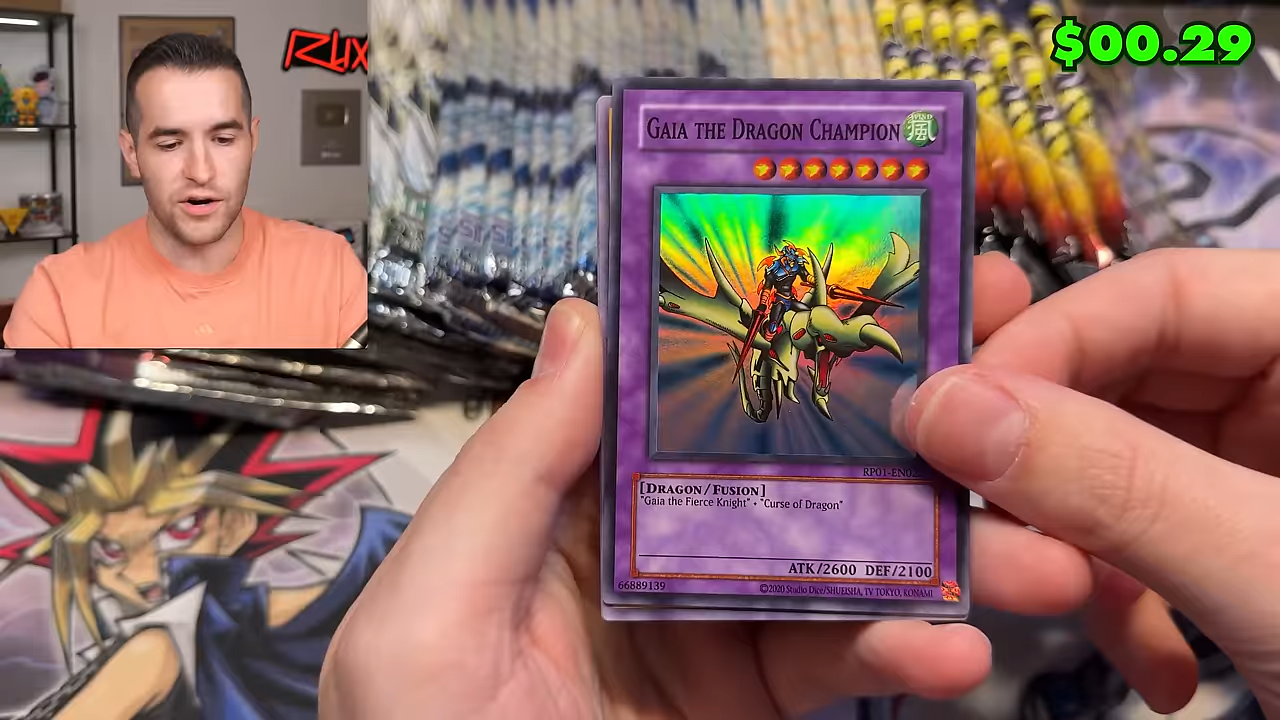 RUX
$00.29
GAIA THE DRAGON CHAMPION
WIND
風
[DRAGON/FUSION]
"Gaia the Fierce Knight" + "Curse of Dragon"
ATK/2600 DEF/2100
66889139
©2020 Studio Dice/SHUEISHA, TV TOKYO, KONAMI